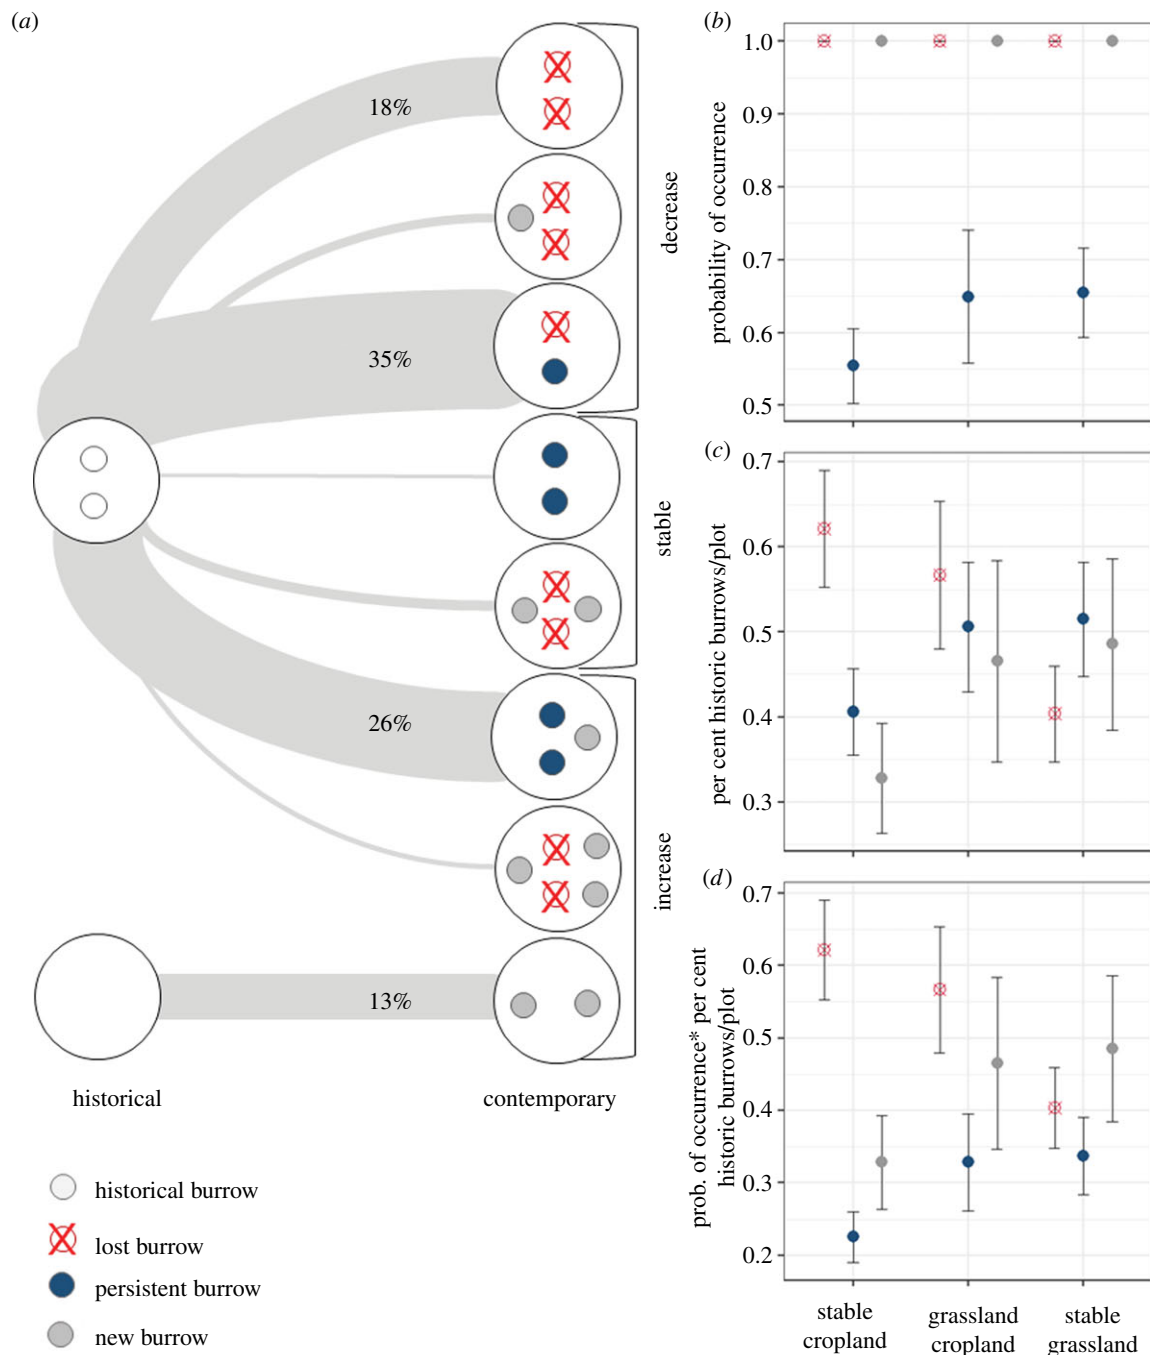 (a)
18%
35%
26%
13%
decrease
stable
increase
historical
contemporary
historical burrow
lost burrow
persistent burrow
new burrow
(b)
probability of occurrence
1.0
0.9
0.8
0.7
0.6
0.5
(c)
per cent historic burrows/plot
0.7
0.6
0.5
0.4
0.3
(d)
prob. of occurrence* per cent
historic burrows/plot
0.7
0.6
0.5
0.4
0.3
0.2
stable
cropland
grassland
cropland
stable
grassland